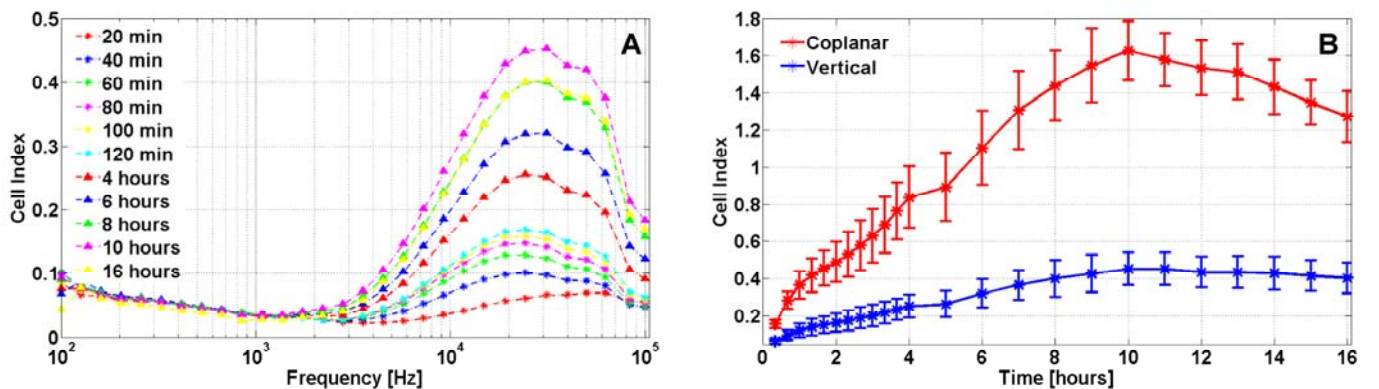 A
0.5
0.4
0.3
0.2
0.1
0
Cell Index
20 min
40 min
60 min
80 min
100 min
120 min
4 hours
6 hours
8 hours
10 hours
16 hours
10^2
10^3
10^4
10^5
Frequency [Hz]
B
1.8
1.6
1.4
1.2
1
0.8
0.6
0.4
0.2
Cell Index
Coplanar
Vertical
0
2
4
6
8
10
12
14
16
Time [hours]